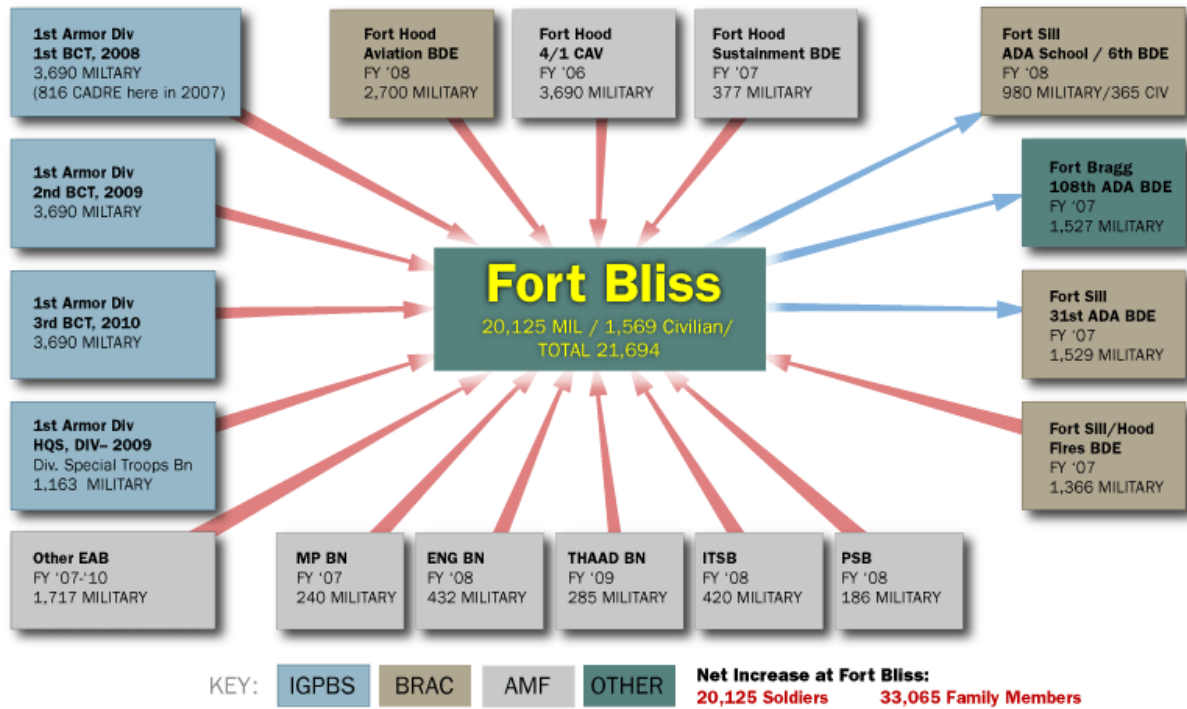 1st Armor Div
1st BCT, 2008
3,690 MILTARY
(816 CADRE here in 2007)
Fort Hood
Aviation BDE
FY ‘08
2,700 MILITARY
Fort Hood
4/1 CAV
FY ‘06
3,690 MILITARY
Fort Hood
Sustainment BDE
FY ‘07
377 MILITARY
Fort Sill
ADA School / 6th BDE
FY ‘08
980 MILITARY/365 CIV
1st Armor Div
2nd BCT, 2009
3,690 MILITARY
Fort Bragg
108th ADA BDE
FY ‘07
1,527 MILITARY
Fort Bliss
20,125 MIL / 1,569 Civilian/
TOTAL 21,694
1st Armor Div
3rd BCT, 2010
3,690 MILITARY
Fort Sill
31st ADA BDE
FY ‘07
1,529 MILITARY
1st Armor Div
HQS, DIV– 2009
Div. Special Troops Bn
1,163 MILITARY
Fort Sill/Hood
Fires BDE
FY ‘07
1,366 MILITARY
Other EAB
FY ‘07-‘10
1,717 MILITARY
MP BN
FY ‘07
240 MILITARY
ENG BN
FY ‘08
432 MILITARY
THAAD BN
FY ‘09
285 MILITARY
ITSB
FY ‘08
420 MILITARY
PSB
FY ‘08
186 MILITARY
KEY: IGPBS BRAC AMF OTHER
Net Increase at Fort Bliss:
20,125 Soldiers 33,065 Family Members